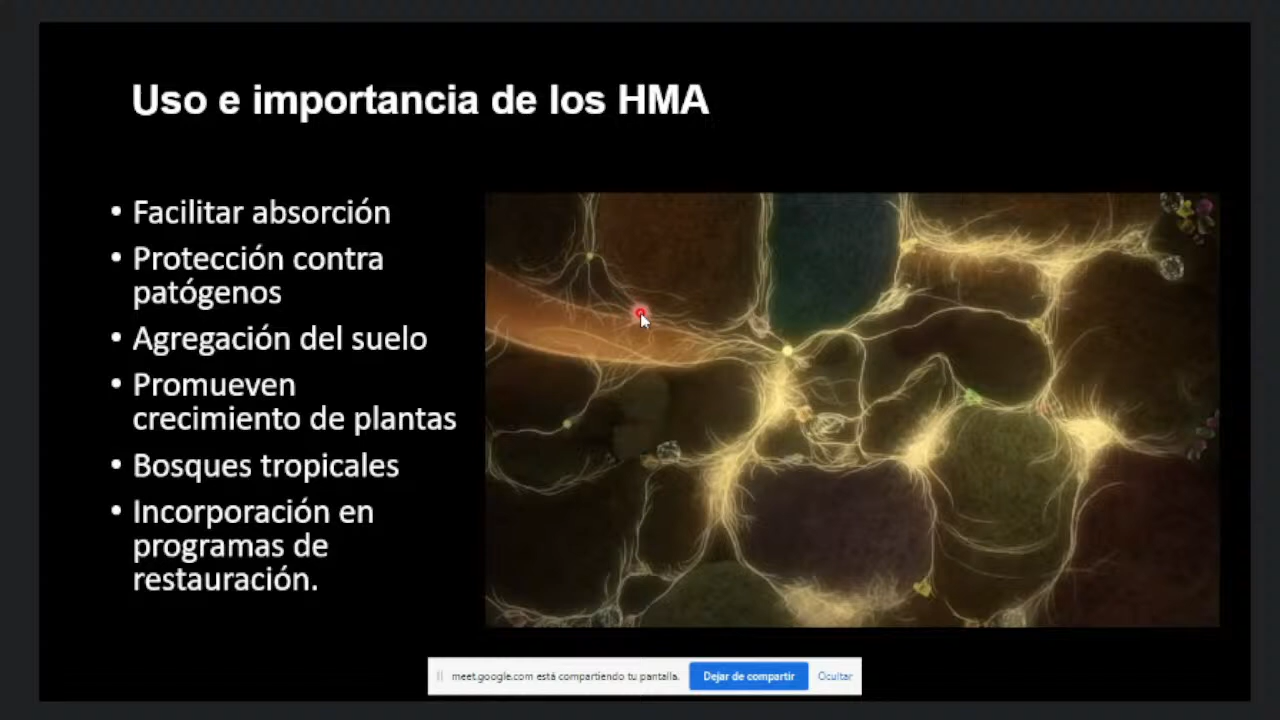 Uso e importancia de los HMA
• Facilitar absorción
• Protección contra
patógenos
• Agregación del suelo
• Promueven
crecimiento de plantas
• Bosques tropicales
• Incorporación en
programas de
restauración.
meet.google.com está compartiendo tu pantalla. Dejar de compartir Ocultar